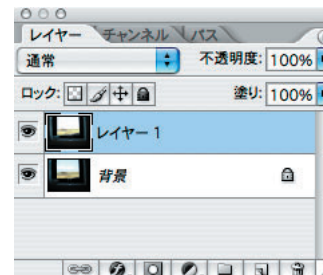 レイヤー チャンネル パス
通常 不透明度: 100%
ロック: 塗り: 100%
レイヤー 1
背景